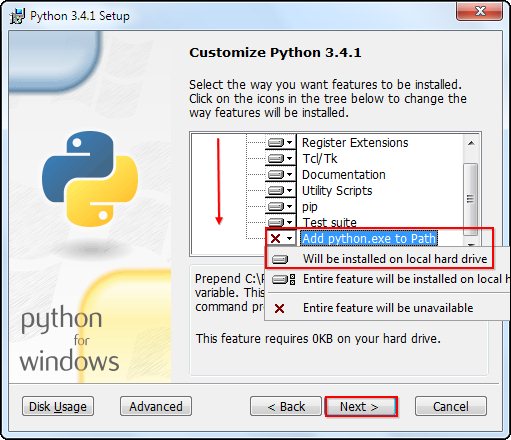 Python 3.4.1 Setup
Customize Python 3.4.1
Select the way you want features to be installed.
Click on the icons in the tree below to change the
way features will be installed.
Register Extensions
Tcl/Tk
Documentation
Utility Scripts
pip
Test suite
Add python.exe to Path
Will be installed on local hard drive
Entire feature will be installed on local
Entire feature will be unavailable
Prepend C:\
variable. This
command
This feature requires 0KB on your hard drive.
python
for
windows
Disk Usage
Advanced
< Back
Next >
Cancel